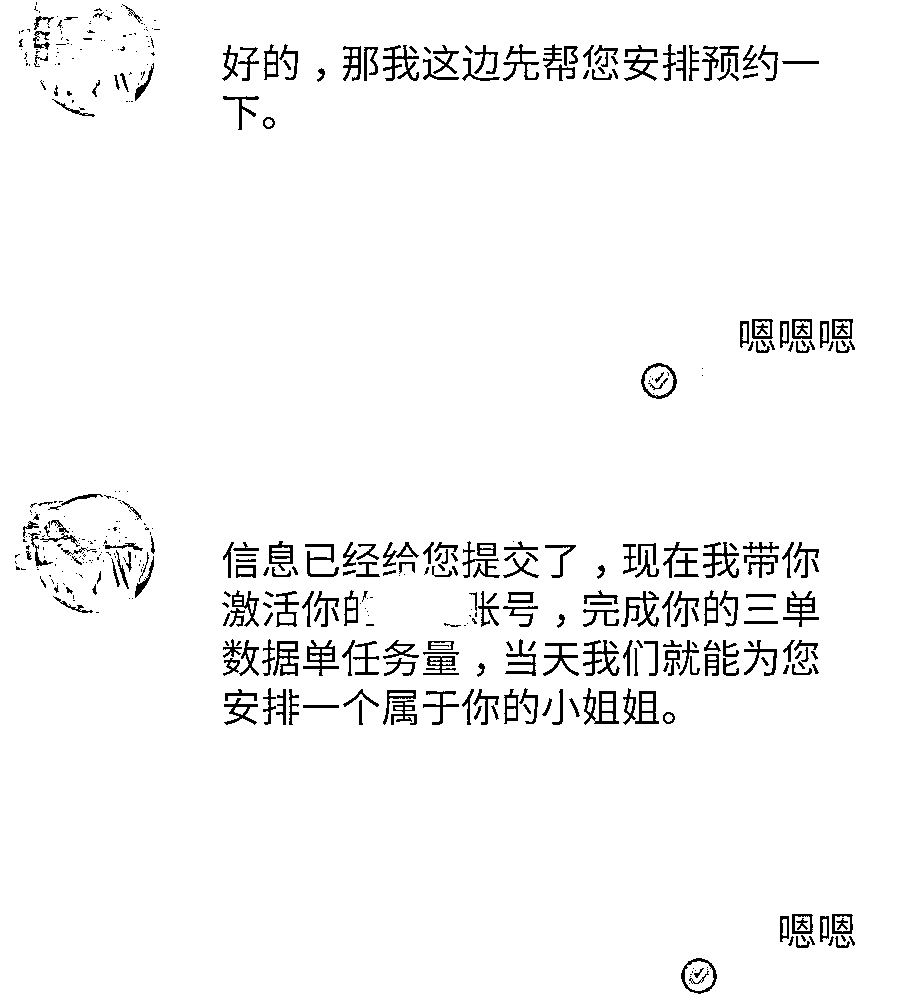 好的，那我这边先帮您安排预约一
下。
嗯嗯嗯
信息已经给您提交了，现在我带你
激活你的账号，完成你的三单
数据单任务量，当天我们就能为您
安排一个属于你的小姐姐。
嗯嗯